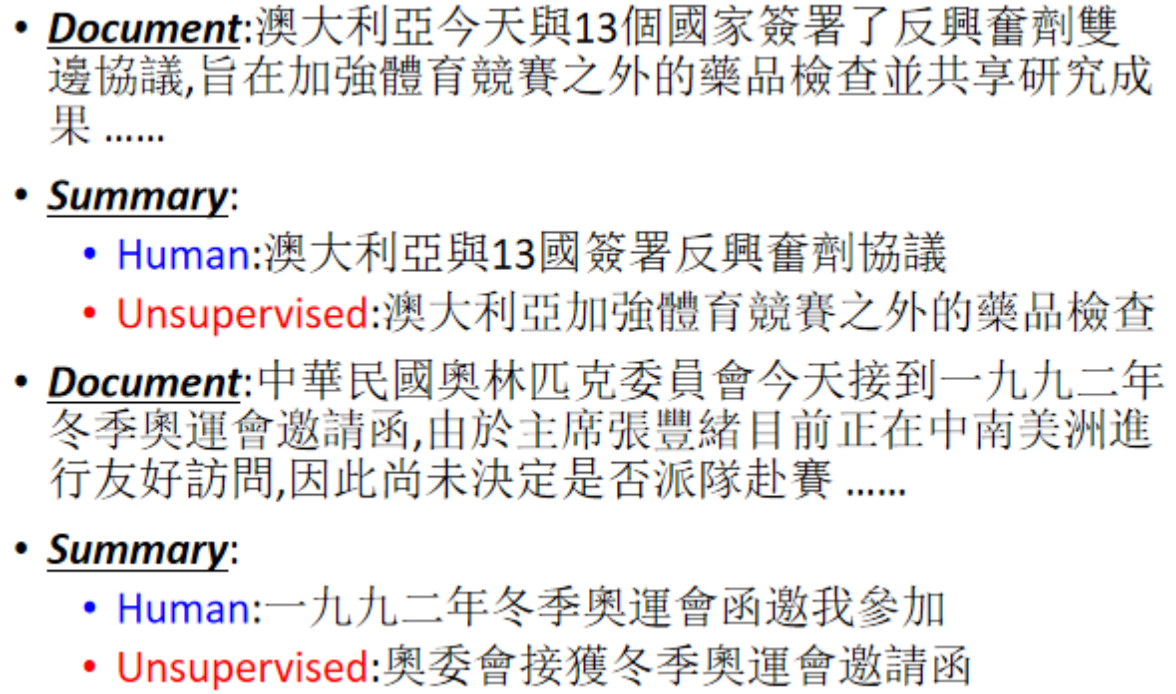 • Document:澳大利亞今天與13個國家簽署了反興奮劑雙
邊協議,旨在加強體育競賽之外的藥品檢查並共享研究成
果 ......
• Summary:
• Human:澳大利亞與13國簽署反興奮劑協議
• Unsupervised:澳大利亞加強體育競賽之外的藥品檢查
• Document:中華民國奧林匹克委員會今天接到一九九二年
冬季奧運會邀請函,由於主席張豐緒目前正在中南美洲進
行友好訪問,因此尚未決定是否派隊赴賽 ......
• Summary:
• Human:一九九二年冬季奧運會函邀我參加
• Unsupervised:奧委會接獲冬季奧運會邀請函